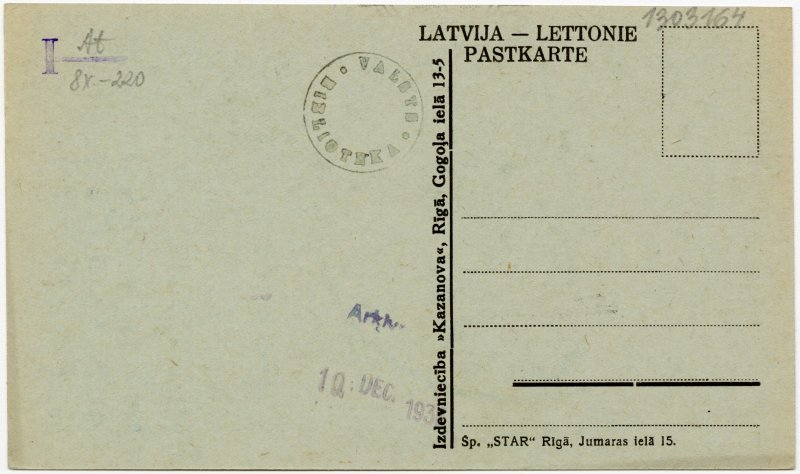 I At
8x.-220
VALSTS
BIBLIOTEKA
1303164
LATVIJA — LETTONIE
PASTKARTE
Izdevniecība »Kazanova“, Rīgā, Gogoļa ielā 13-5
Arķiv.
10. DEC. 193
Sp. „STAR” Rīgā, Jumaras ielā 15.